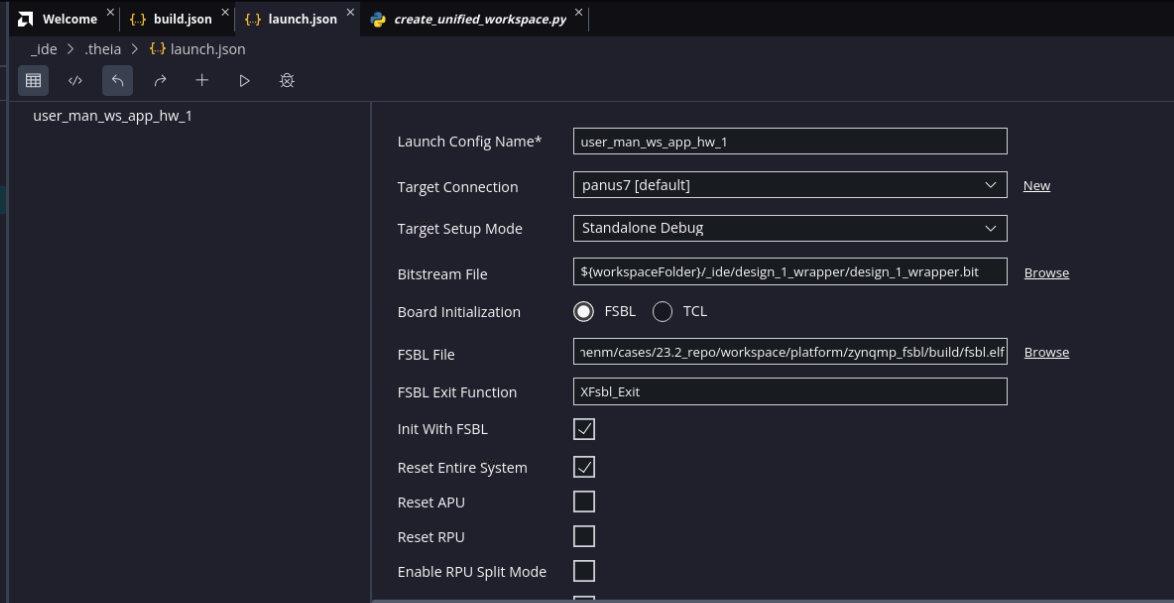 Welcome
build.json
launch.json
create_unified_workspace.py
_ide > .theia > launch.json
user_man_ws_app_hw_1
Launch Config Name* user_man_ws_app_hw_1
Target Connection panus7 [default] New
Target Setup Mode Standalone Debug
Bitstream File ${workspaceFolder}/_ide/design_1_wrapper/design_1_wrapper.bit Browse
Board Initialization FSBL TCL
FSBL File henm/cases/23.2_repo/workspace/platform/zynqmp_fsbl/build/fsbl.elf Browse
FSBL Exit Function XFsbl_Exit
Init With FSBL
Reset Entire System
Reset APU
Reset RPU
Enable RPU Split Mode